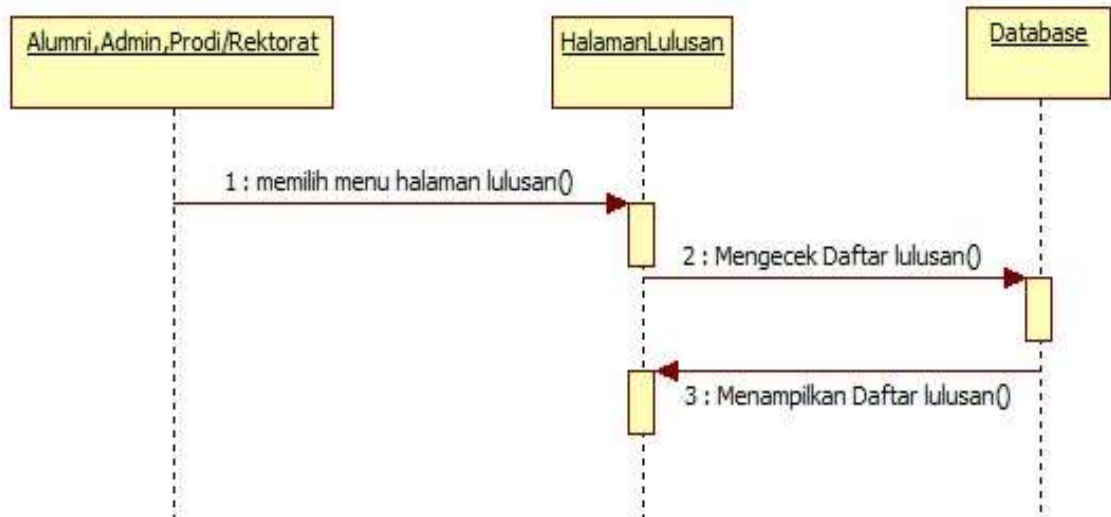 Alumni,Admin,Prodi/Rektorat
HalamanLulusan
Database
1 : memilih menu halaman lulusan()
2 : Mengecek Daftar lulusan()
3 : Menampilkan Daftar lulusan()